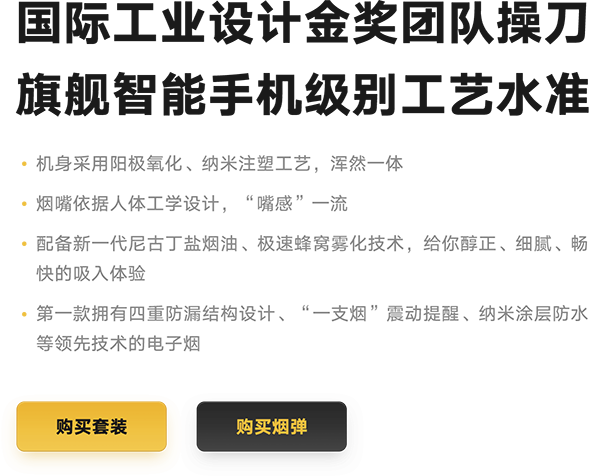 国际工业设计金奖团队操刀
旗舰智能手机级别工艺水准
机身采用阳极氧化、纳米注塑工艺，浑然一体
烟嘴依据人体工学设计，“嘴感”一流
配备新一代尼古丁盐烟油、极速蜂窝雾化技术，给你醇正、细腻、畅
快的吸入体验
第一款拥有四重防漏结构设计、“一支烟”震动提醒、纳米涂层防水
等领先技术的电子烟
购买套装
购买烟弹